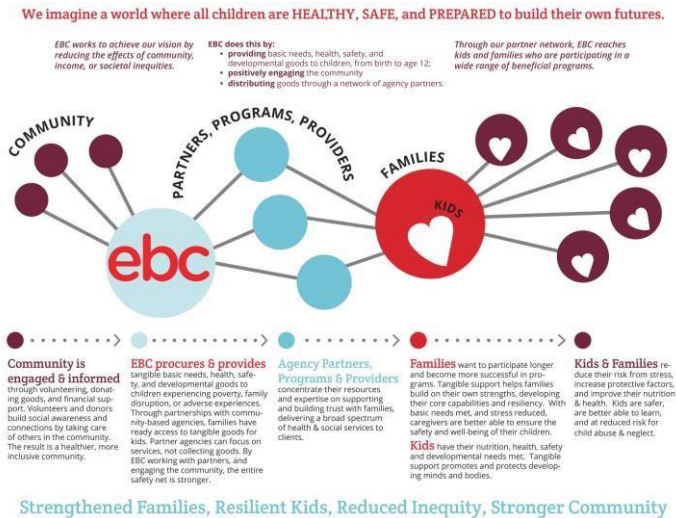 We imagine a world where all children are HEALTHY, SAFE, and PREPARED to build their own futures.
EBC works to achieve our vision by
reducing the effects of community,
income, or societal inequities.
EBC does this by:
• providing basic needs, health, safety, and
developmental goods to children, from birth to age 12;
• positively engaging the community
• distributing goods through a network of agency partners.
Through our partner network, EBC reaches
kids and families who are participating in a
wide range of beneficial programs.
COMMUNITY
PARTNERS, PROGRAMS, PROVIDERS
FAMILIES
KIDS
ebc
Community is
engaged & informed
through volunteering, donat-
ing goods, and financial sup-
port. Volunteers and donors
build social awareness and
connections by taking care
of others in the community.
The result is a healthier, more
inclusive community.
EBC procures & provides
tangible basic needs, health, safe-
ty, and developmental goods to
children experiencing poverty, family
disruption, or adverse experiences.
Through partnerships with commu-
nity-based agencies, families have
ready access to tangible goods for
kids. Partner agencies can focus on
services, not collecting goods. By
EBC working with partners, and
engaging the community, the entire
safety net is stronger.
Agency Partners,
Programs & Providers
concentrate their resources
and expertise on supporting
and building trust with families,
delivering a broad spectrum
of health & social services to
clients.
Families want to participate longer
and become more successful in pro-
grams. Tangible support helps families
build on their own strengths, developing
their core capabilities and resiliency. With
basic needs met, and stress reduced,
caregivers are better able to ensure the
safety and well-being of their children.
Kids have their nutrition, health, safety
and developmental needs met. Tangible
support promotes and protects develop-
ing minds and bodies.
Kids & Families re-
duce their risk from stress,
increase protective factors,
and improve their nutrition
& health. Kids are safer,
are better able to learn,
and at reduced risk for
child abuse & neglect.
Strengthened Families, Resilient Kids, Reduced Inequity, Stronger Community